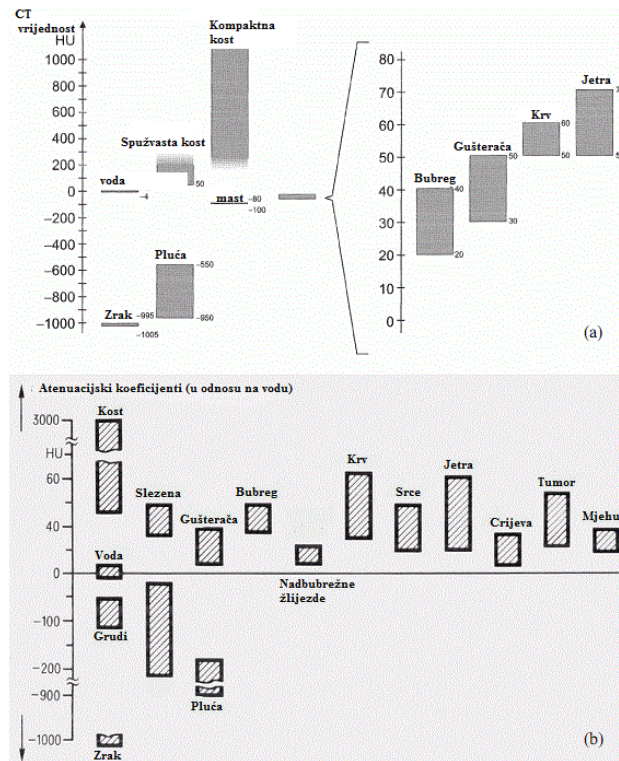 CT
vrijednost
HU
Kompaktna
kost
1000
800
600
400
200
0
−200
−400
−600
−800
−1000
Spužvasta kost
50
voda
−4
mast
−80
−100
Pluća
−550
−950
Zrak
−995
−1005
80
70
60
50
40
30
20
10
0
Bubreg
40
20
Gušterača
50
30
Krv
60
50
Jetra
(a)
Atenuacijski koeficijenti (u odnosu na vodu)
3000
HU
60
40
0
−100
−200
−900
−1000
Kost
Slezena
Gušterača
Bubreg
Nadbubrežne
žlijezde
Krv
Srce
Jetra
Crijeva
Tumor
Mjehu
Voda
Grudi
Pluća
Zrak
(b)